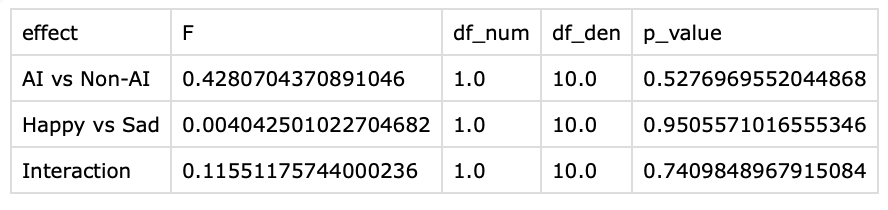 effect F df_num df_den p_value
AI vs Non-AI 0.4280704370891046 1.0 10.0 0.5276969552044868
Happy vs Sad 0.004042501022704682 1.0 10.0 0.9505571016555346
Interaction 0.11551175744000236 1.0 10.0 0.7409848967915084